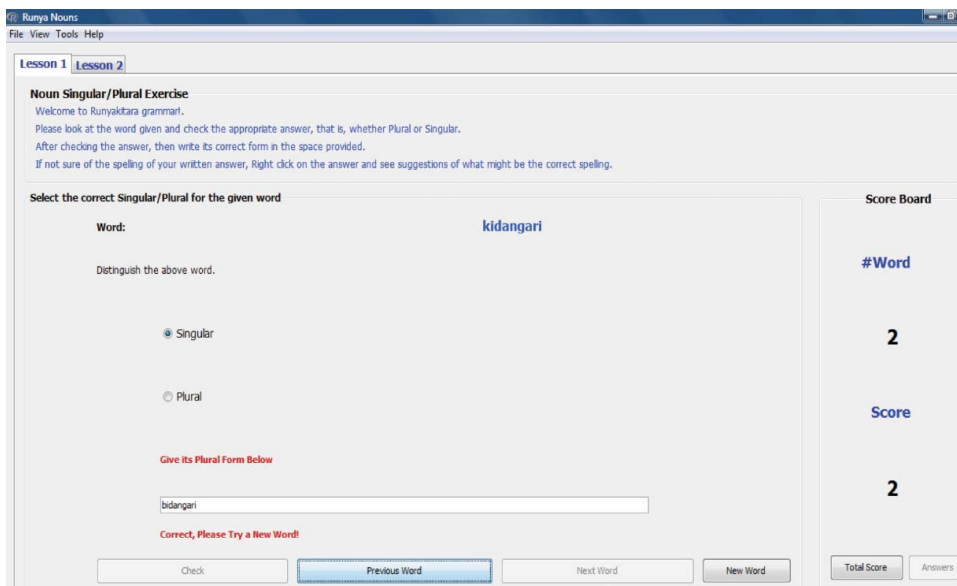 Runya Nouns
File View Tools Help
Lesson 1 Lesson 2
Noun Singular/Plural Exercise
Welcome to Runyakitara grammar!.
Please look at the word given and check the appropriate answer, that is, whether Plural or Singular.
After checking the answer, then write its correct form in the space provided.
If not sure of the spelling of your written answer, Right click on the answer and see suggestions of what might be the correct spelling.
Select the correct Singular/Plural for the given word
Word: kidangari
Distinguish the above word.
Singular
Plural
Give its Plural Form Below
bidangari
Correct, Please Try a New Word!
Check Previous Word Next Word New Word
Score Board
#Word
2
Score
2
Total Score Answers